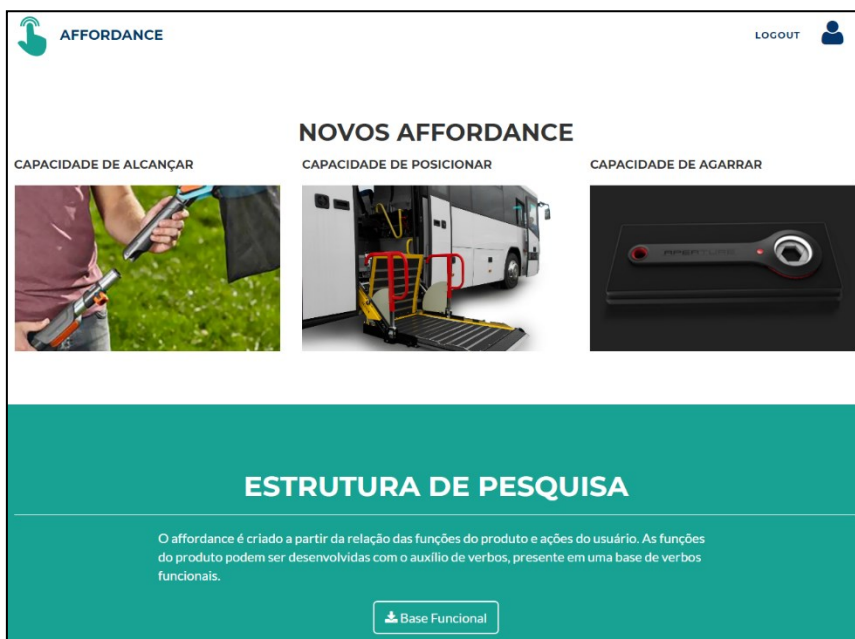 AFFORDANCE
LOGOUT
NOVOS AFFORDANCE
CAPACIDADE DE ALCANÇAR
CAPACIDADE DE POSICIONAR
CAPACIDADE DE AGARRAR
APERTURE
ESTRUTURA DE PESQUISA
O affordance é criado a partir da relação das funções do produto e ações do usuário. As funções
do produto podem ser desenvolvidas com o auxílio de verbos, presente em uma base de verbos
funcionais.
Base Funcional